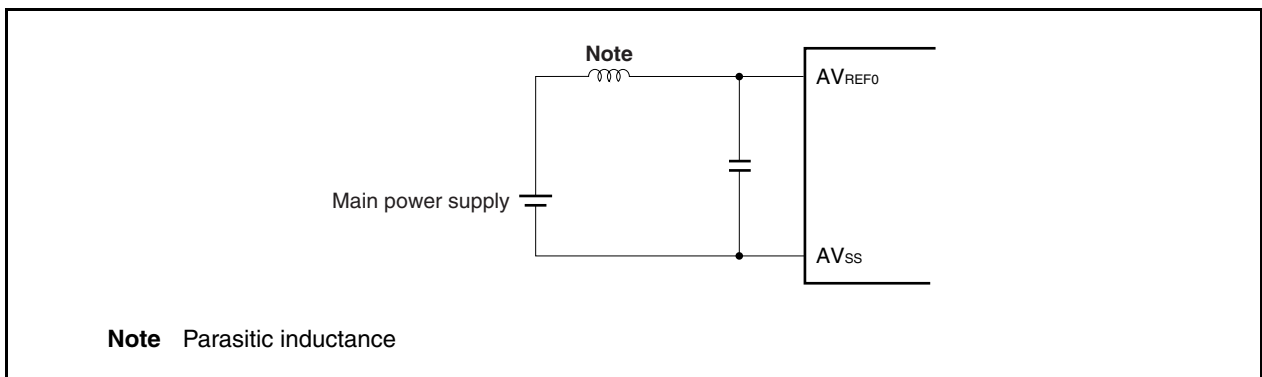 Note
AVREF0
Main power supply
AVSS
Note Parasitic inductance